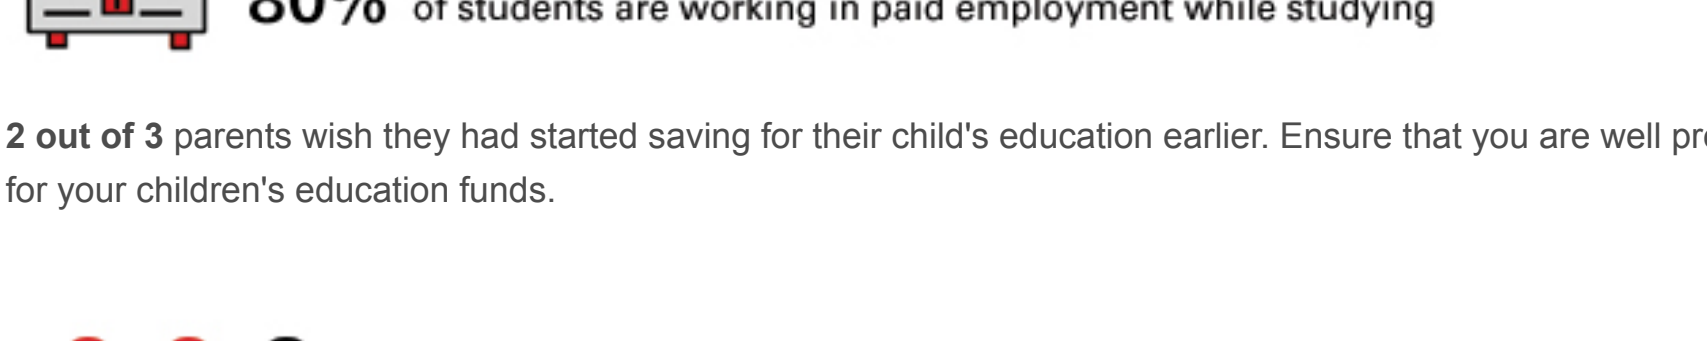 80% of students are working in paid employment while studying
2 out of 3 parents wish they had started saving for their child's education earlier. Ensure that you are well
for your children's education funds.